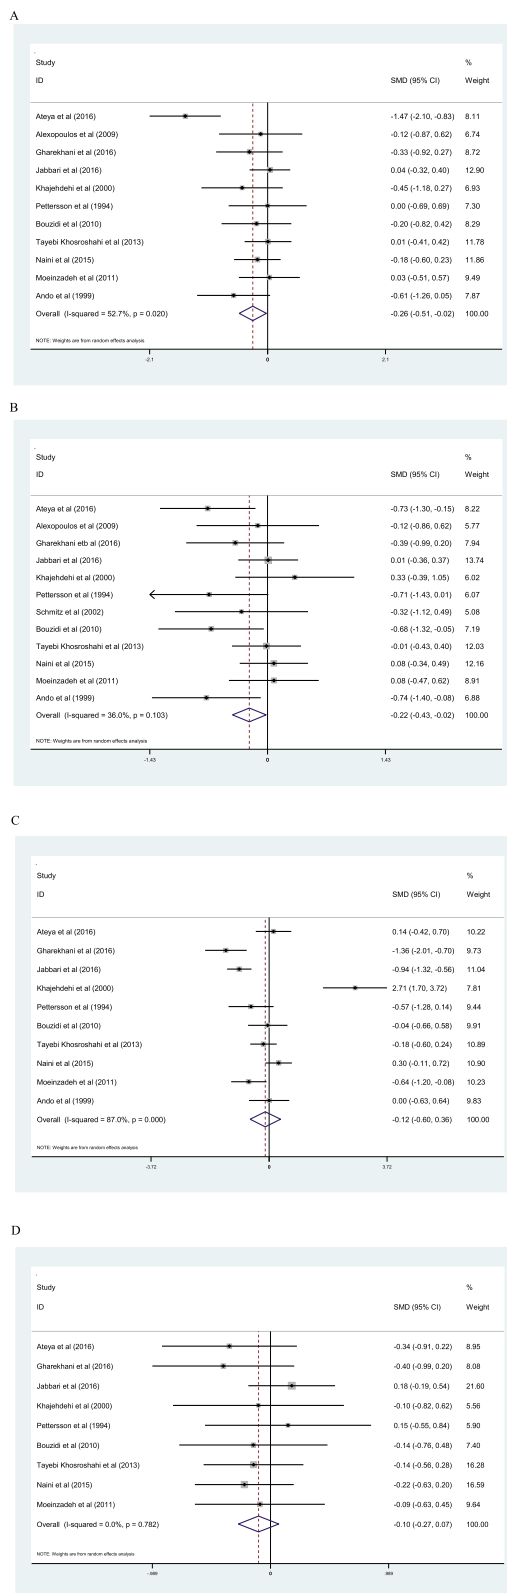 A
Study %
ID SMD (95% CI) Weight
Ateya et al (2016) -1.47 (-2.10, -0.83) 8.11
Alexopoulos et al (2009) -0.12 (-0.87, 0.62) 6.74
Gharekhani et al (2016) -0.33 (-0.92, 0.27) 8.72
Jabbari et al (2016) 0.04 (-0.32, 0.40) 12.90
Khajehdehi et al (2000) -0.45 (-1.18, 0.27) 6.93
Pettersson et al (1994) 0.00 (-0.69, 0.69) 7.30
Bouzidi et al (2010) -0.20 (-0.82, 0.42) 8.29
Tayebi Khosroshahi et al (2013) 0.01 (-0.41, 0.42) 11.78
Naini et al (2015) -0.18 (-0.60, 0.23) 11.86
Moeinzadeh et al (2011) 0.03 (-0.51, 0.57) 9.49
Ando et al (1999) -0.61 (-1.26, 0.05) 7.87
Overall (I-squared = 52.7%, p = 0.020) -0.26 (-0.51, -0.02) 100.00
NOTE: Weights are from random effects analysis
-2.1 0 2.1
B
Study %
ID SMD (95% CI) Weight
Ateya et al (2016) -0.73 (-1.30, -0.15) 8.22
Alexopoulos et al (2009) -0.12 (-0.86, 0.62) 5.77
Gharekhani etb al (2016) -0.39 (-0.99, 0.20) 7.94
Jabbari et al (2016) 0.01 (-0.36, 0.37) 13.74
Khajehdehi et al (2000) 0.33 (-0.39, 1.05) 6.02
Pettersson et al (1994) -0.71 (-1.43, 0.01) 6.07
Schmitz et al (2002) -0.32 (-1.12, 0.49) 5.08
Bouzidi et al (2010) -0.68 (-1.32, -0.05) 7.19
Tayebi Khosroshahi et al (2013) -0.01 (-0.43, 0.40) 12.03
Naini et al (2015) 0.08 (-0.34, 0.49) 12.16
Moeinzadeh et al (2011) 0.08 (-0.47, 0.62) 8.91
Ando et al (1999) -0.74 (-1.40, -0.08) 6.88
Overall (I-squared = 36.0%, p = 0.103) -0.22 (-0.43, -0.02) 100.00
NOTE: Weights are from random effects analysis
-1.43 0 1.43
C
Study %
ID SMD (95% CI) Weight
Ateya et al (2016) 0.14 (-0.42, 0.70) 10.22
Gharekhani et al (2016) -1.36 (-2.01, -0.70) 9.73
Jabbari et al (2016) -0.94 (-1.32, -0.56) 11.04
Khajehdehi et al (2000) 2.71 (1.70, 3.72) 7.81
Pettersson et al (1994) -0.57 (-1.28, 0.14) 9.44
Bouzidi et al (2010) -0.04 (-0.66, 0.58) 9.91
Tayebi Khosroshahi et al (2013) -0.18 (-0.60, 0.24) 10.89
Naini et al (2015) 0.30 (-0.11, 0.72) 10.90
Moeinzadeh et al (2011) -0.64 (-1.20, -0.08) 10.23
Ando et al (1999) 0.00 (-0.63, 0.64) 9.83
Overall (I-squared = 87.0%, p = 0.000) -0.12 (-0.60, 0.36) 100.00
NOTE: Weights are from random effects analysis
-3.72 0 3.72
D
Study %
ID SMD (95% CI) Weight
Ateya et al (2016) -0.34 (-0.91, 0.22) 8.95
Gharekhani et al (2016) -0.40 (-0.99, 0.20) 8.08
Jabbari et al (2016) 0.18 (-0.19, 0.54) 21.60
Khajehdehi et al (2000) -0.10 (-0.82, 0.62) 5.56
Pettersson et al (1994) 0.15 (-0.55, 0.84) 5.90
Bouzidi et al (2010) -0.14 (-0.76, 0.48) 7.40
Tayebi Khosroshahi et al (2013) -0.14 (-0.56, 0.28) 16.28
Naini et al (2015) -0.22 (-0.63, 0.20) 16.59
Moeinzadeh et al (2011) -0.09 (-0.63, 0.45) 9.64
Overall (I-squared = 0.0%, p = 0.782) -0.10 (-0.27, 0.07) 100.00
NOTE: Weights are from random effects analysis
0